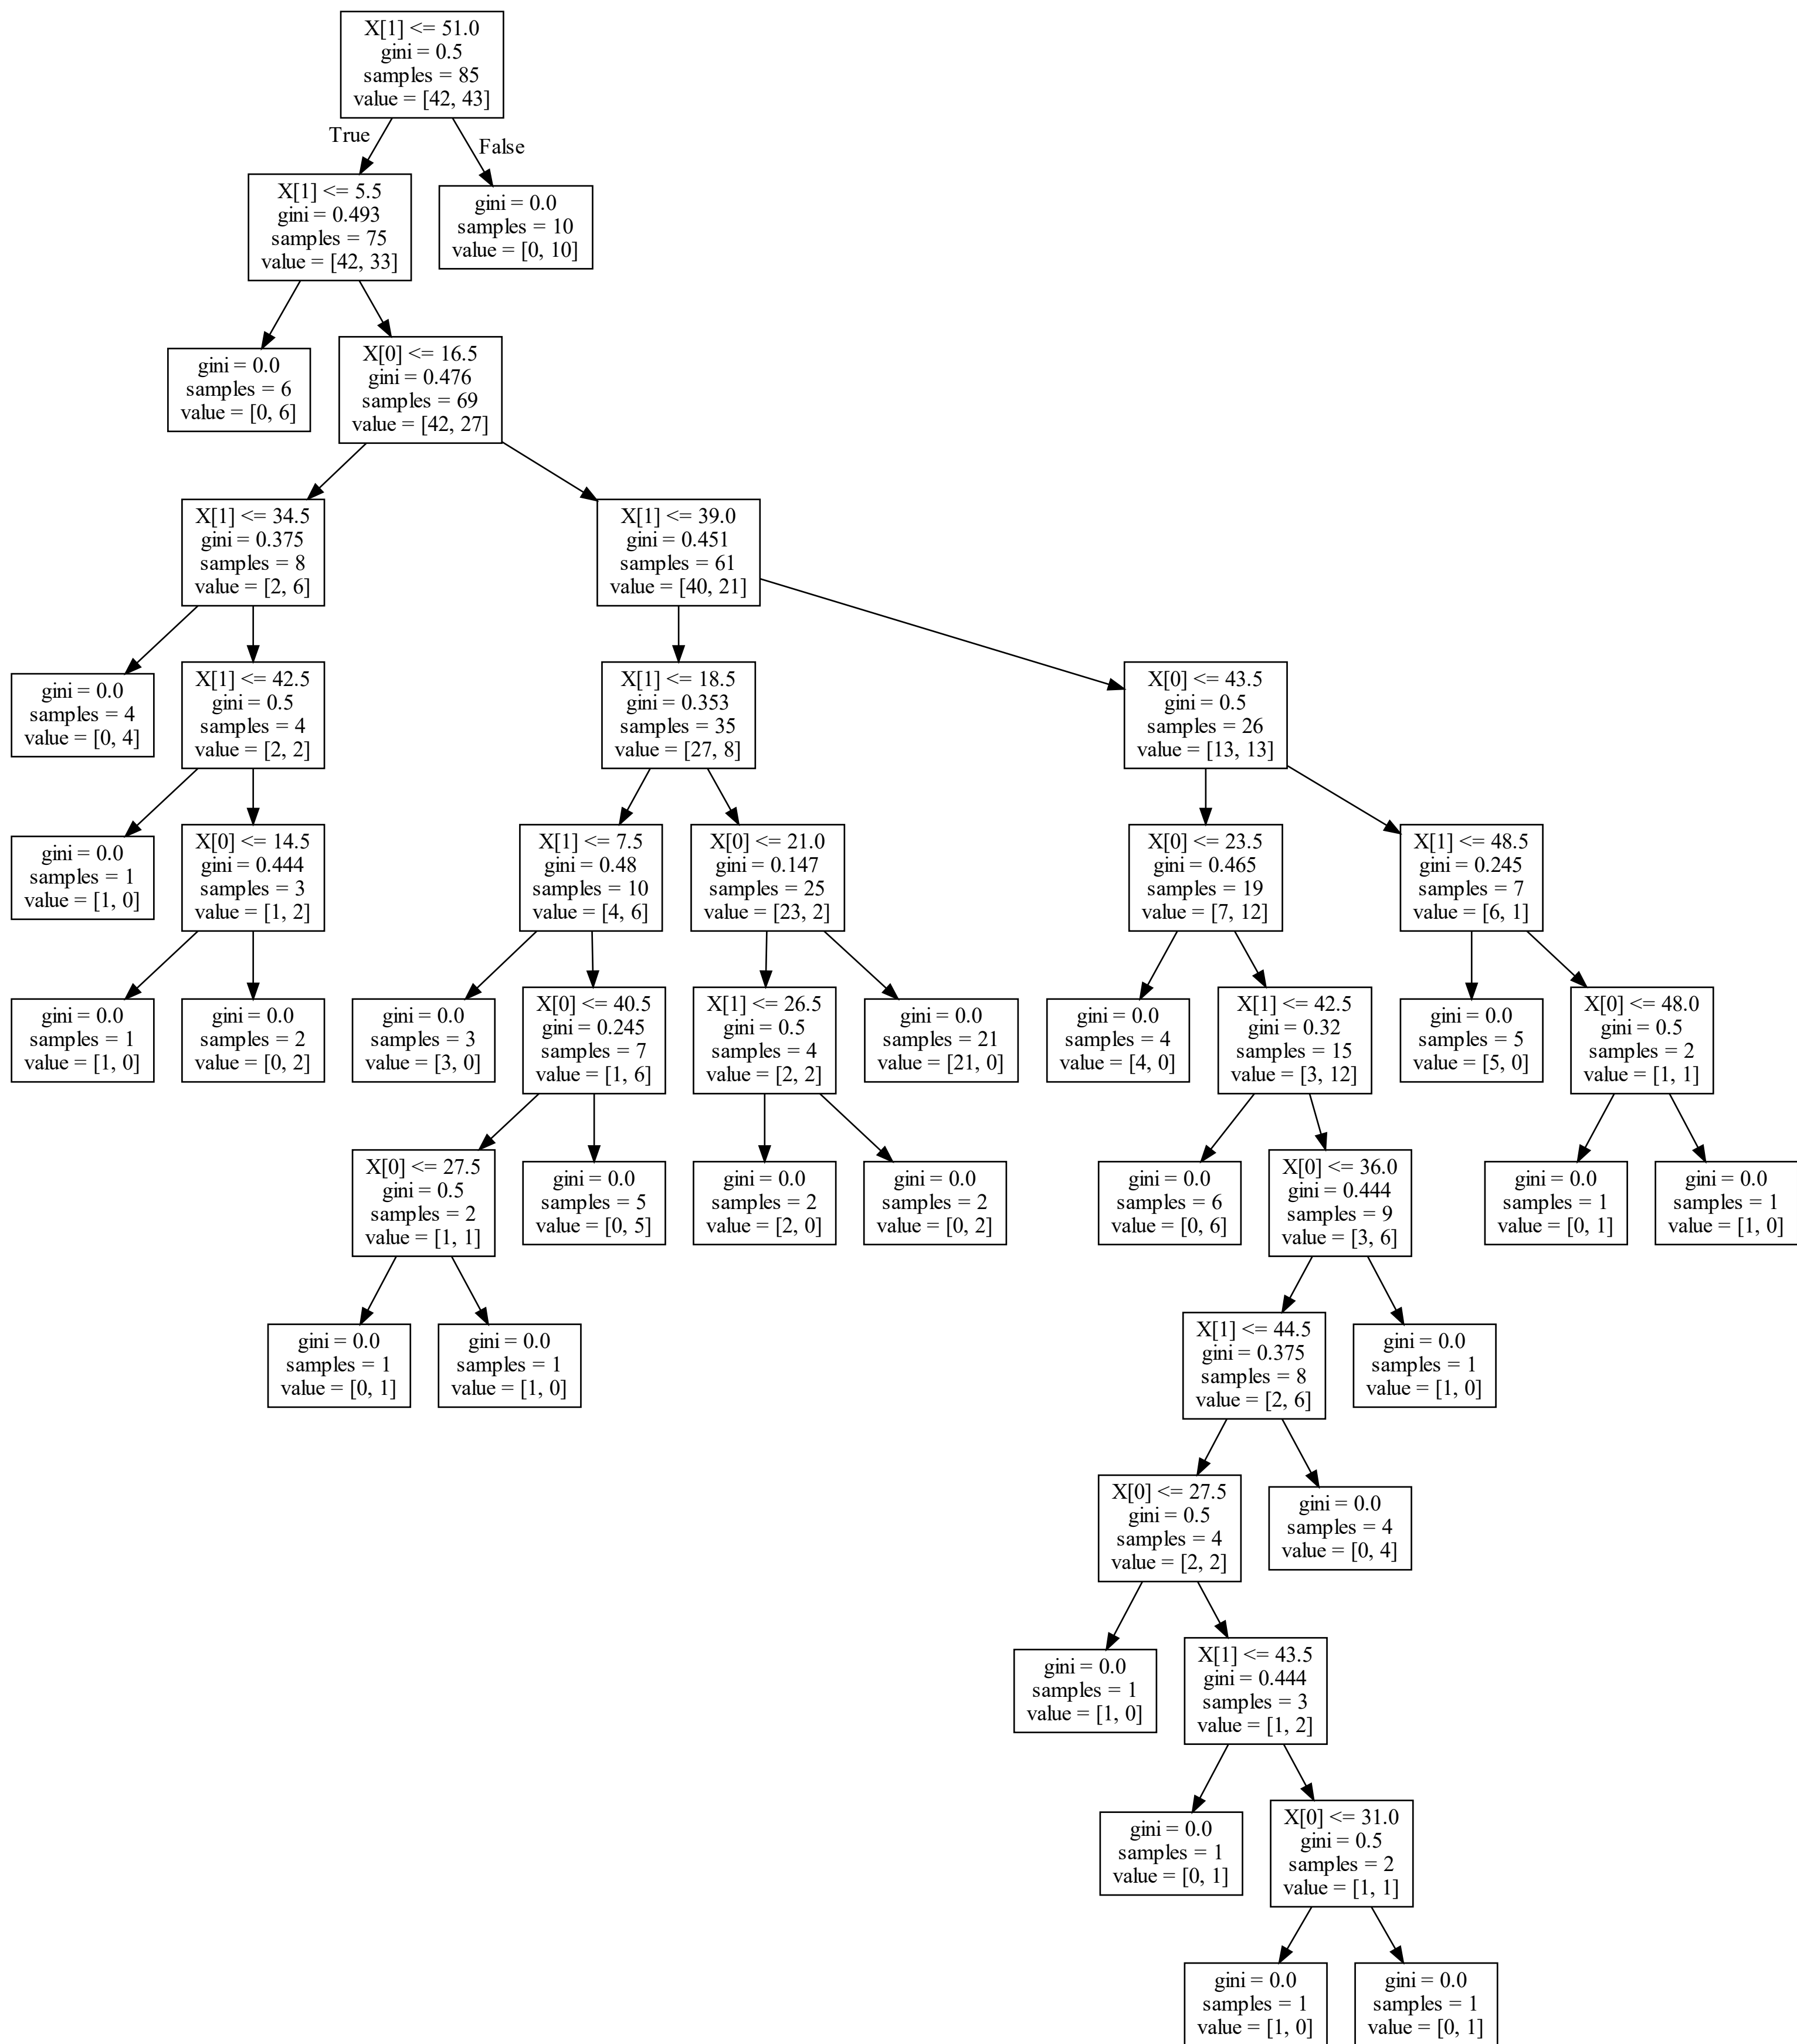 X[1] <= 51.0
gini = 0.5
samples = 85
value = [42, 43]
True
False
X[1] <= 5.5
gini = 0.493
samples = 75
value = [42, 33]
gini = 0.0
samples = 10
value = [0, 10]
gini = 0.0
samples = 6
value = [0, 6]
X[0] <= 16.5
gini = 0.476
samples = 69
value = [42, 27]
X[1] <= 34.5
gini = 0.375
samples = 8
value = [2, 6]
X[1] <= 39.0
gini = 0.451
samples = 61
value = [40, 21]
gini = 0.0
samples = 4
value = [0, 4]
X[1] <= 42.5
gini = 0.5
samples = 4
value = [2, 2]
X[1] <= 18.5
gini = 0.353
samples = 35
value = [27, 8]
X[0] <= 43.5
gini = 0.5
samples = 26
value = [13, 13]
gini = 0.0
samples = 1
value = [1, 0]
X[0] <= 14.5
gini = 0.444
samples = 3
value = [1, 2]
X[1] <= 7.5
gini = 0.48
samples = 10
value = [4, 6]
X[0] <= 21.0
gini = 0.147
samples = 25
value = [23, 2]
X[0] <= 23.5
gini = 0.465
samples = 19
value = [7, 12]
X[1] <= 48.5
gini = 0.245
samples = 7
value = [6, 1]
gini = 0.0
samples = 1
value = [1, 0]
gini = 0.0
samples = 2
value = [0, 2]
gini = 0.0
samples = 3
value = [3, 0]
X[0] <= 40.5
gini = 0.245
samples = 7
value = [1, 6]
X[1] <= 26.5
gini = 0.5
samples = 4
value = [2, 2]
gini = 0.0
samples = 21
value = [21, 0]
gini = 0.0
samples = 4
value = [4, 0]
X[1] <= 42.5
gini = 0.32
samples = 15
value = [3, 12]
gini = 0.0
samples = 5
value = [5, 0]
X[0] <= 48.0
gini = 0.5
samples = 2
value = [1, 1]
X[0] <= 27.5
gini = 0.5
samples = 2
value = [1, 1]
gini = 0.0
samples = 5
value = [0, 5]
gini = 0.0
samples = 2
value = [2, 0]
gini = 0.0
samples = 2
value = [0, 2]
gini = 0.0
samples = 6
value = [0, 6]
X[0] <= 36.0
gini = 0.444
samples = 9
value = [3, 6]
gini = 0.0
samples = 1
value = [0, 1]
gini = 0.0
samples = 1
value = [1, 0]
gini = 0.0
samples = 1
value = [0, 1]
gini = 0.0
samples = 1
value = [1, 0]
X[1] <= 44.5
gini = 0.375
samples = 8
value = [2, 6]
gini = 0.0
samples = 1
value = [1, 0]
X[0] <= 27.5
gini = 0.5
samples = 4
value = [2, 2]
gini = 0.0
samples = 4
value = [0, 4]
gini = 0.0
samples = 1
value = [1, 0]
X[1] <= 43.5
gini = 0.444
samples = 3
value = [1, 2]
gini = 0.0
samples = 1
value = [0, 1]
X[0] <= 31.0
gini = 0.5
samples = 2
value = [1, 1]
gini = 0.0
samples = 1
value = [1, 0]
gini = 0.0
samples = 1
value = [0, 1]